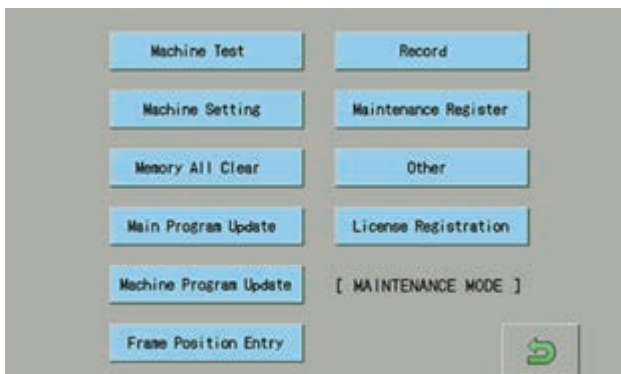 Machine Test
Machine Setting
Memory All Clear
Main Program Update
Machine Program Update
Frame Position Entry
Record
Maintenance Register
Other
License Registration
[ MAINTENANCE MODE ]